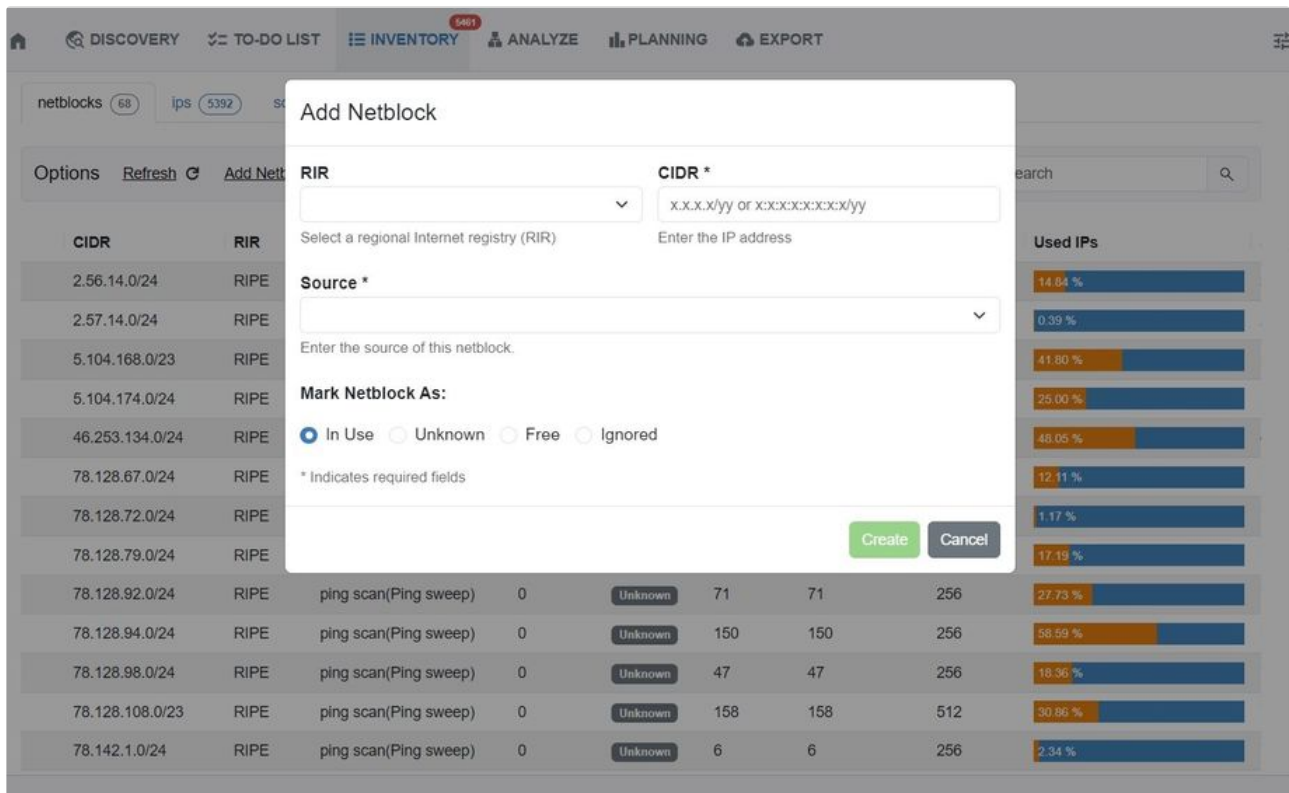 5461
DISCOVERY TO-DO LIST INVENTORY ANALYZE PLANNING EXPORT
netblocks 68 ips 5392
Add Netblock
Options Refresh Add Netb
RIR CIDR *
x.x.x.x/yy or x:x:x:x:x:x:x:x/yy
earch
Select a regional Internet registry (RIR) Enter the IP address
CIDR RIR Used IPs
2.56.14.0/24 RIPE 14.84 %
Source *
2.57.14.0/24 RIPE 0.39 %
Enter the source of this netblock.
5.104.168.0/23 RIPE 41.80 %
Mark Netblock As:
5.104.174.0/24 RIPE 25.00 %
In Use Unknown Free Ignored
46.253.134.0/24 RIPE 48.05 %
* Indicates required fields
78.128.67.0/24 RIPE 12.11 %
78.128.72.0/24 RIPE 1.17 %
Create Cancel
78.128.79.0/24 RIPE 17.19 %
78.128.92.0/24 RIPE ping scan(Ping sweep) 0 Unknown 71 71 256 27.73 %
78.128.94.0/24 RIPE ping scan(Ping sweep) 0 Unknown 150 150 256 58.59 %
78.128.98.0/24 RIPE ping scan(Ping sweep) 0 Unknown 47 47 256 18.36 %
78.128.108.0/23 RIPE ping scan(Ping sweep) 0 Unknown 158 158 512 30.86 %
78.142.1.0/24 RIPE ping scan(Ping sweep) 0 Unknown 6 6 256 2.34 %